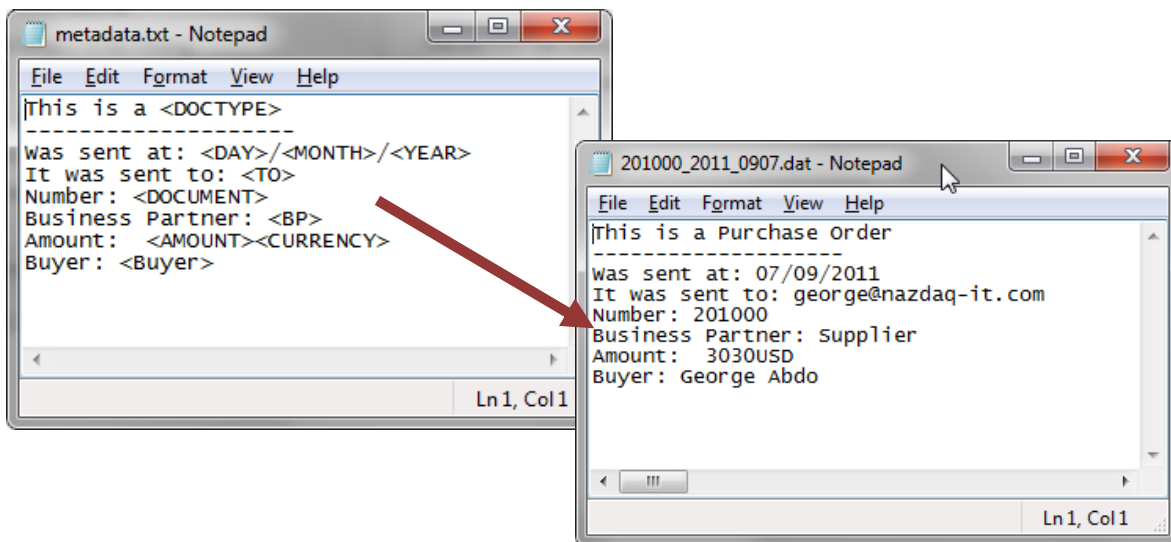 metadata.txt - Notepad
File Edit Format View Help
This is a <DOCTYPE>
--------------------
Was sent at: <DAY>/<MONTH>/<YEAR>
It was sent to: <TO>
Number: <DOCUMENT>
Business Partner: <BP>
Amount:  <AMOUNT><CURRENCY>
Buyer: <Buyer>
Ln 1, Col 1
201000_2011_0907.dat - Notepad
File Edit Format View Help
This is a Purchase Order
--------------------
Was sent at: 07/09/2011
It was sent to: george@nazdaq-it.com
Number: 201000
Business Partner: Supplier
Amount:  3030USD
Buyer: George Abdo
Ln 1, Col 1